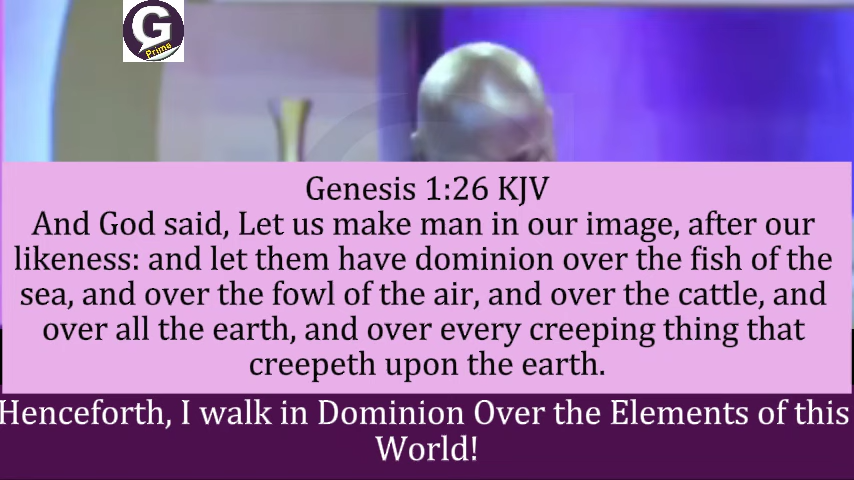 G
Prime
Genesis 1:26 KJV
And God said, Let us make man in our image, after our
likeness: and let them have dominion over the fish of the
sea, and over the fowl of the air, and over the cattle, and
over all the earth, and over every creeping thing that
creepeth upon the earth.
Henceforth, I walk in Dominion Over the Elements of this
World!